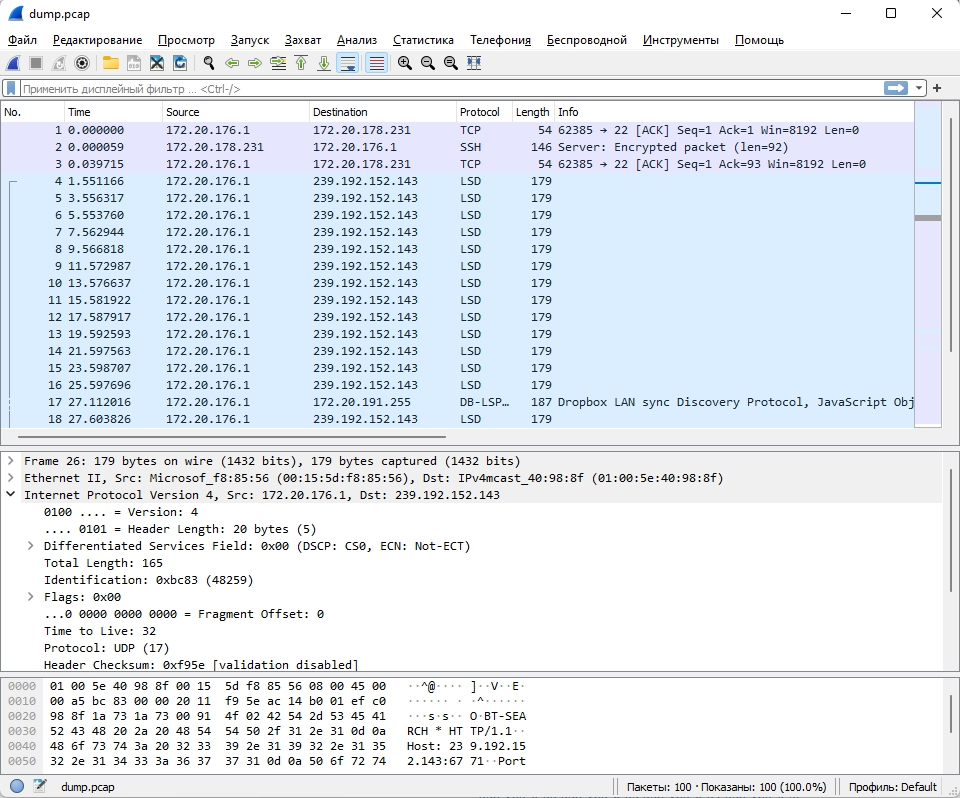 dump.pcap
Файл Редактирование Просмотр Запуск Захват Анализ Статистика Телефония Беспроводной Инструменты Помощь
Применить дисплейный фильтр ... <Ctrl-/>
No. Time Source Destination Protocol Length Info
1 0.000000 172.20.176.1 172.20.178.231 TCP 54 62385 → 22 [ACK] Seq=1 Ack=1 Win=8192 Len=0
2 0.000059 172.20.178.231 172.20.176.1 SSH 146 Server: Encrypted packet (len=92)
3 0.039715 172.20.176.1 172.20.178.231 TCP 54 62385 → 22 [ACK] Seq=1 Ack=93 Win=8192 Len=0
4 1.551166 172.20.176.1 239.192.152.143 LSD 179
5 3.556317 172.20.176.1 239.192.152.143 LSD 179
6 5.553760 172.20.176.1 239.192.152.143 LSD 179
7 7.562944 172.20.176.1 239.192.152.143 LSD 179
8 9.566818 172.20.176.1 239.192.152.143 LSD 179
9 11.572987 172.20.176.1 239.192.152.143 LSD 179
10 13.576637 172.20.176.1 239.192.152.143 LSD 179
11 15.581922 172.20.176.1 239.192.152.143 LSD 179
12 17.587917 172.20.176.1 239.192.152.143 LSD 179
13 19.592593 172.20.176.1 239.192.152.143 LSD 179
14 21.597563 172.20.176.1 239.192.152.143 LSD 179
15 23.598707 172.20.176.1 239.192.152.143 LSD 179
16 25.597696 172.20.176.1 239.192.152.143 LSD 179
17 27.112016 172.20.176.1 172.20.191.255 DB-LSP… 187 Dropbox LAN sync Discovery Protocol, JavaScript Obj
18 27.603826 172.20.176.1 239.192.152.143 LSD 179
Frame 26: 179 bytes on wire (1432 bits), 179 bytes captured (1432 bits)
Ethernet II, Src: Microsof_f8:85:56 (00:15:5d:f8:85:56), Dst: IPv4mcast_40:98:8f (01:00:5e:40:98:8f)
Internet Protocol Version 4, Src: 172.20.176.1, Dst: 239.192.152.143
0100 .... = Version: 4
.... 0101 = Header Length: 20 bytes (5)
Differentiated Services Field: 0x00 (DSCP: CS0, ECN: Not-ECT)
Total Length: 165
Identification: 0xbc83 (48259)
Flags: 0x00
...0 0000 0000 0000 = Fragment Offset: 0
Time to Live: 32
Protocol: UDP (17)
Header Checksum: 0xf95e [validation disabled]
0000 01 00 5e 40 98 8f 00 15 5d f8 85 56 08 00 45 00 ··^@···· ]··V··E·
0010 00 a5 bc 83 00 00 20 11 f9 5e ac 14 b0 01 ef c0 ······ · ·^······
0020 98 8f 1a 73 1a 73 00 91 4f 02 42 54 2d 53 45 41 ···s·s·· O·BT-SEA
0030 52 43 48 20 2a 20 48 54 54 50 2f 31 2e 31 0d 0a RCH * HT TP/1.1··
0040 48 6f 73 74 3a 20 32 33 39 2e 31 39 32 2e 31 35 Host: 23 9.192.15
0050 32 2e 31 34 33 3a 36 37 37 31 0d 0a 50 6f 72 74 2.143:67 71··Port
dump.pcap Пакеты: 100 · Показаны: 100 (100.0%) Профиль: Default